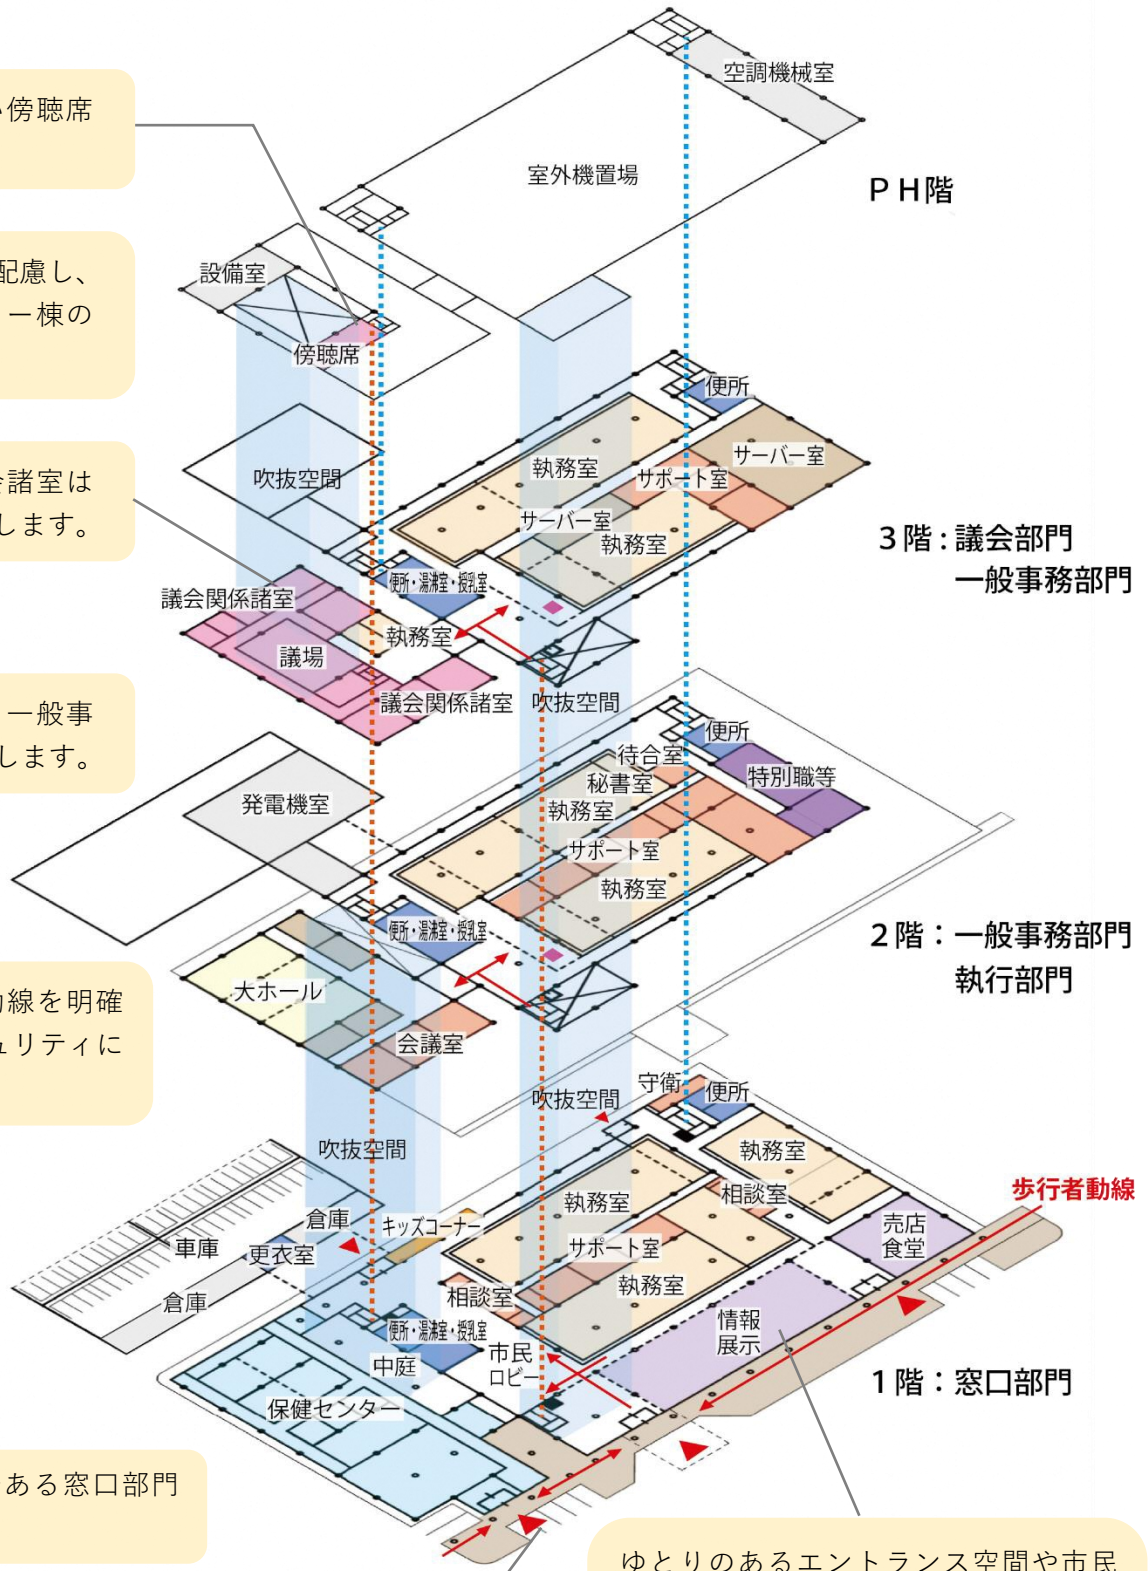 空調機械室
い傍聴席
室外機置場
ＰＨ階
配慮し、
設備室
ー棟の
傍聴席
便所
サーバー室
執務室
サポート室
吹抜空間
会諸室は
サーバー室
します。
執務室
3階：議会部門
一般事務部門
便所・湯沸室・授乳室
議会関係諸室
執務室
議場
議会関係諸室
吹抜空間
一般事
します。
便所
待合室
秘書室
特別職等
発電機室
執務室
サポート室
執務室
便所・湯沸室・授乳室
2階：一般事務部門
執行部門
大ホール
動線を明確
会議室
ュリティに
守衛
便所
吹抜空間
吹抜空間
執務室
歩行者動線
相談室
執務室
倉庫
キッズコーナー
売店
食堂
車庫
更衣室
サポート室
執務室
相談室
倉庫
情報
展示
便所・湯沸室・授乳室
市民
ロビー
中庭
1階：窓口部門
保健センター
ある窓口部門
ゆとりのあるエントランス空間や市民